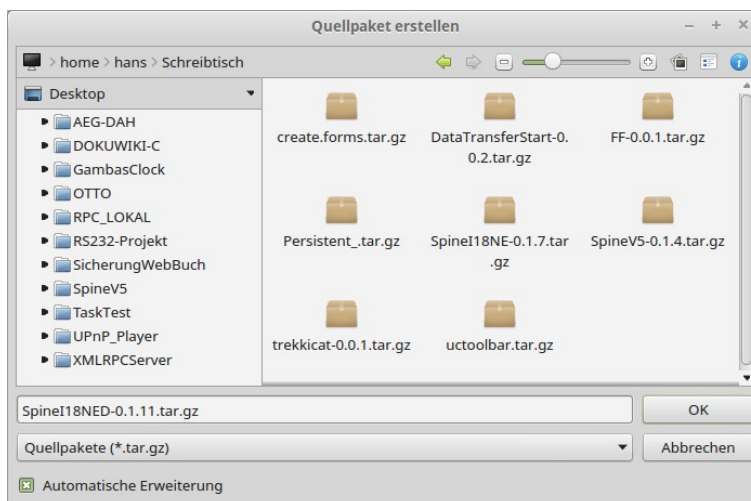 Quellpaket erstellen
> home > hans > Schreibtisch
Desktop
AEG-DAH
DOKUWIKI-C
GambasClock
OTTO
RPC_LOKAL
RS232-Projekt
SicherungWebBuch
SpineV5
TaskTest
UPnP_Player
XMLRPCServer
create.forms.tar.gz
DataTransferStart-0.
0.2.tar.gz
FF-0.0.1.tar.gz
Persistent_.tar.gz
SpineI18NE-0.1.7.tar
.gz
SpineV5-0.1.4.tar.gz
trekkicat-0.0.1.tar.gz
uctoolbar.tar.gz
SpineI18NED-0.1.11.tar.gz
OK
Quellpakete (*.tar.gz)
Abbrechen
Automatische Erweiterung